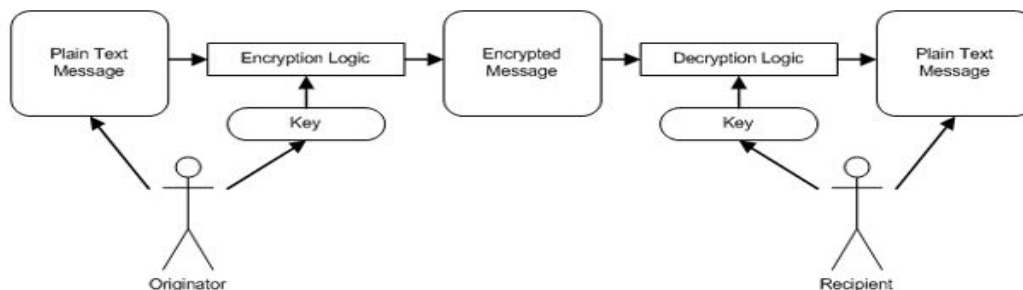 Plain Text
Message
Encryption Logic
Encrypted
Message
Decryption Logic
Plain Text
Message
Key
Key
Originator
Recipient